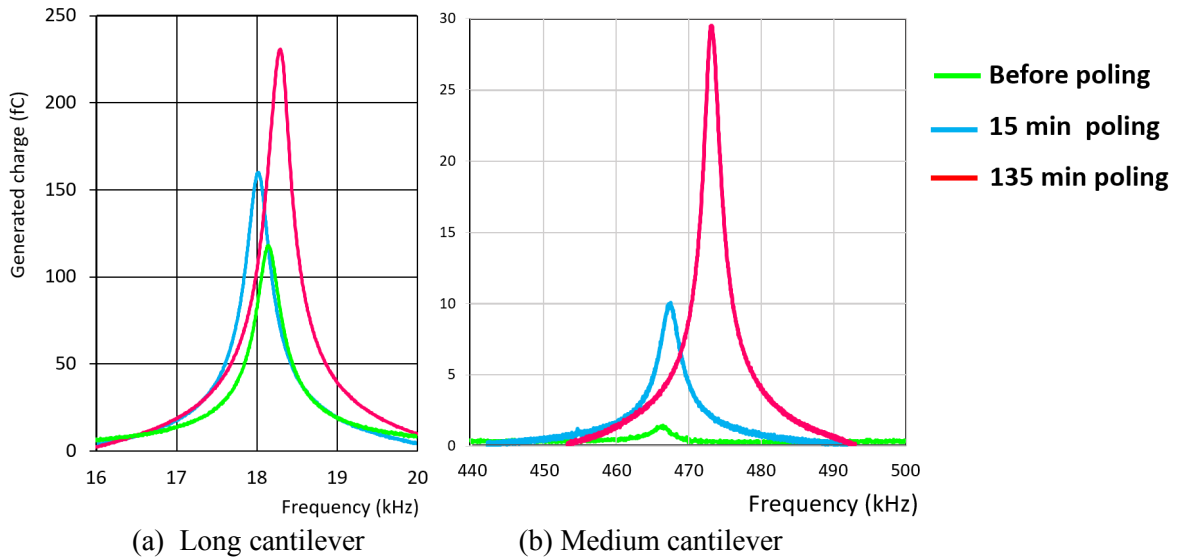 250
200
150
100
50
0
Generated charge (fC)
16 17 18 19 20
Frequency (kHz)
30
25
20
15
10
5
0
440 450 460 470 480 490 500
Frequency (kHz)
Before poling
15 min poling
135 min poling
(a) Long cantilever
(b) Medium cantilever